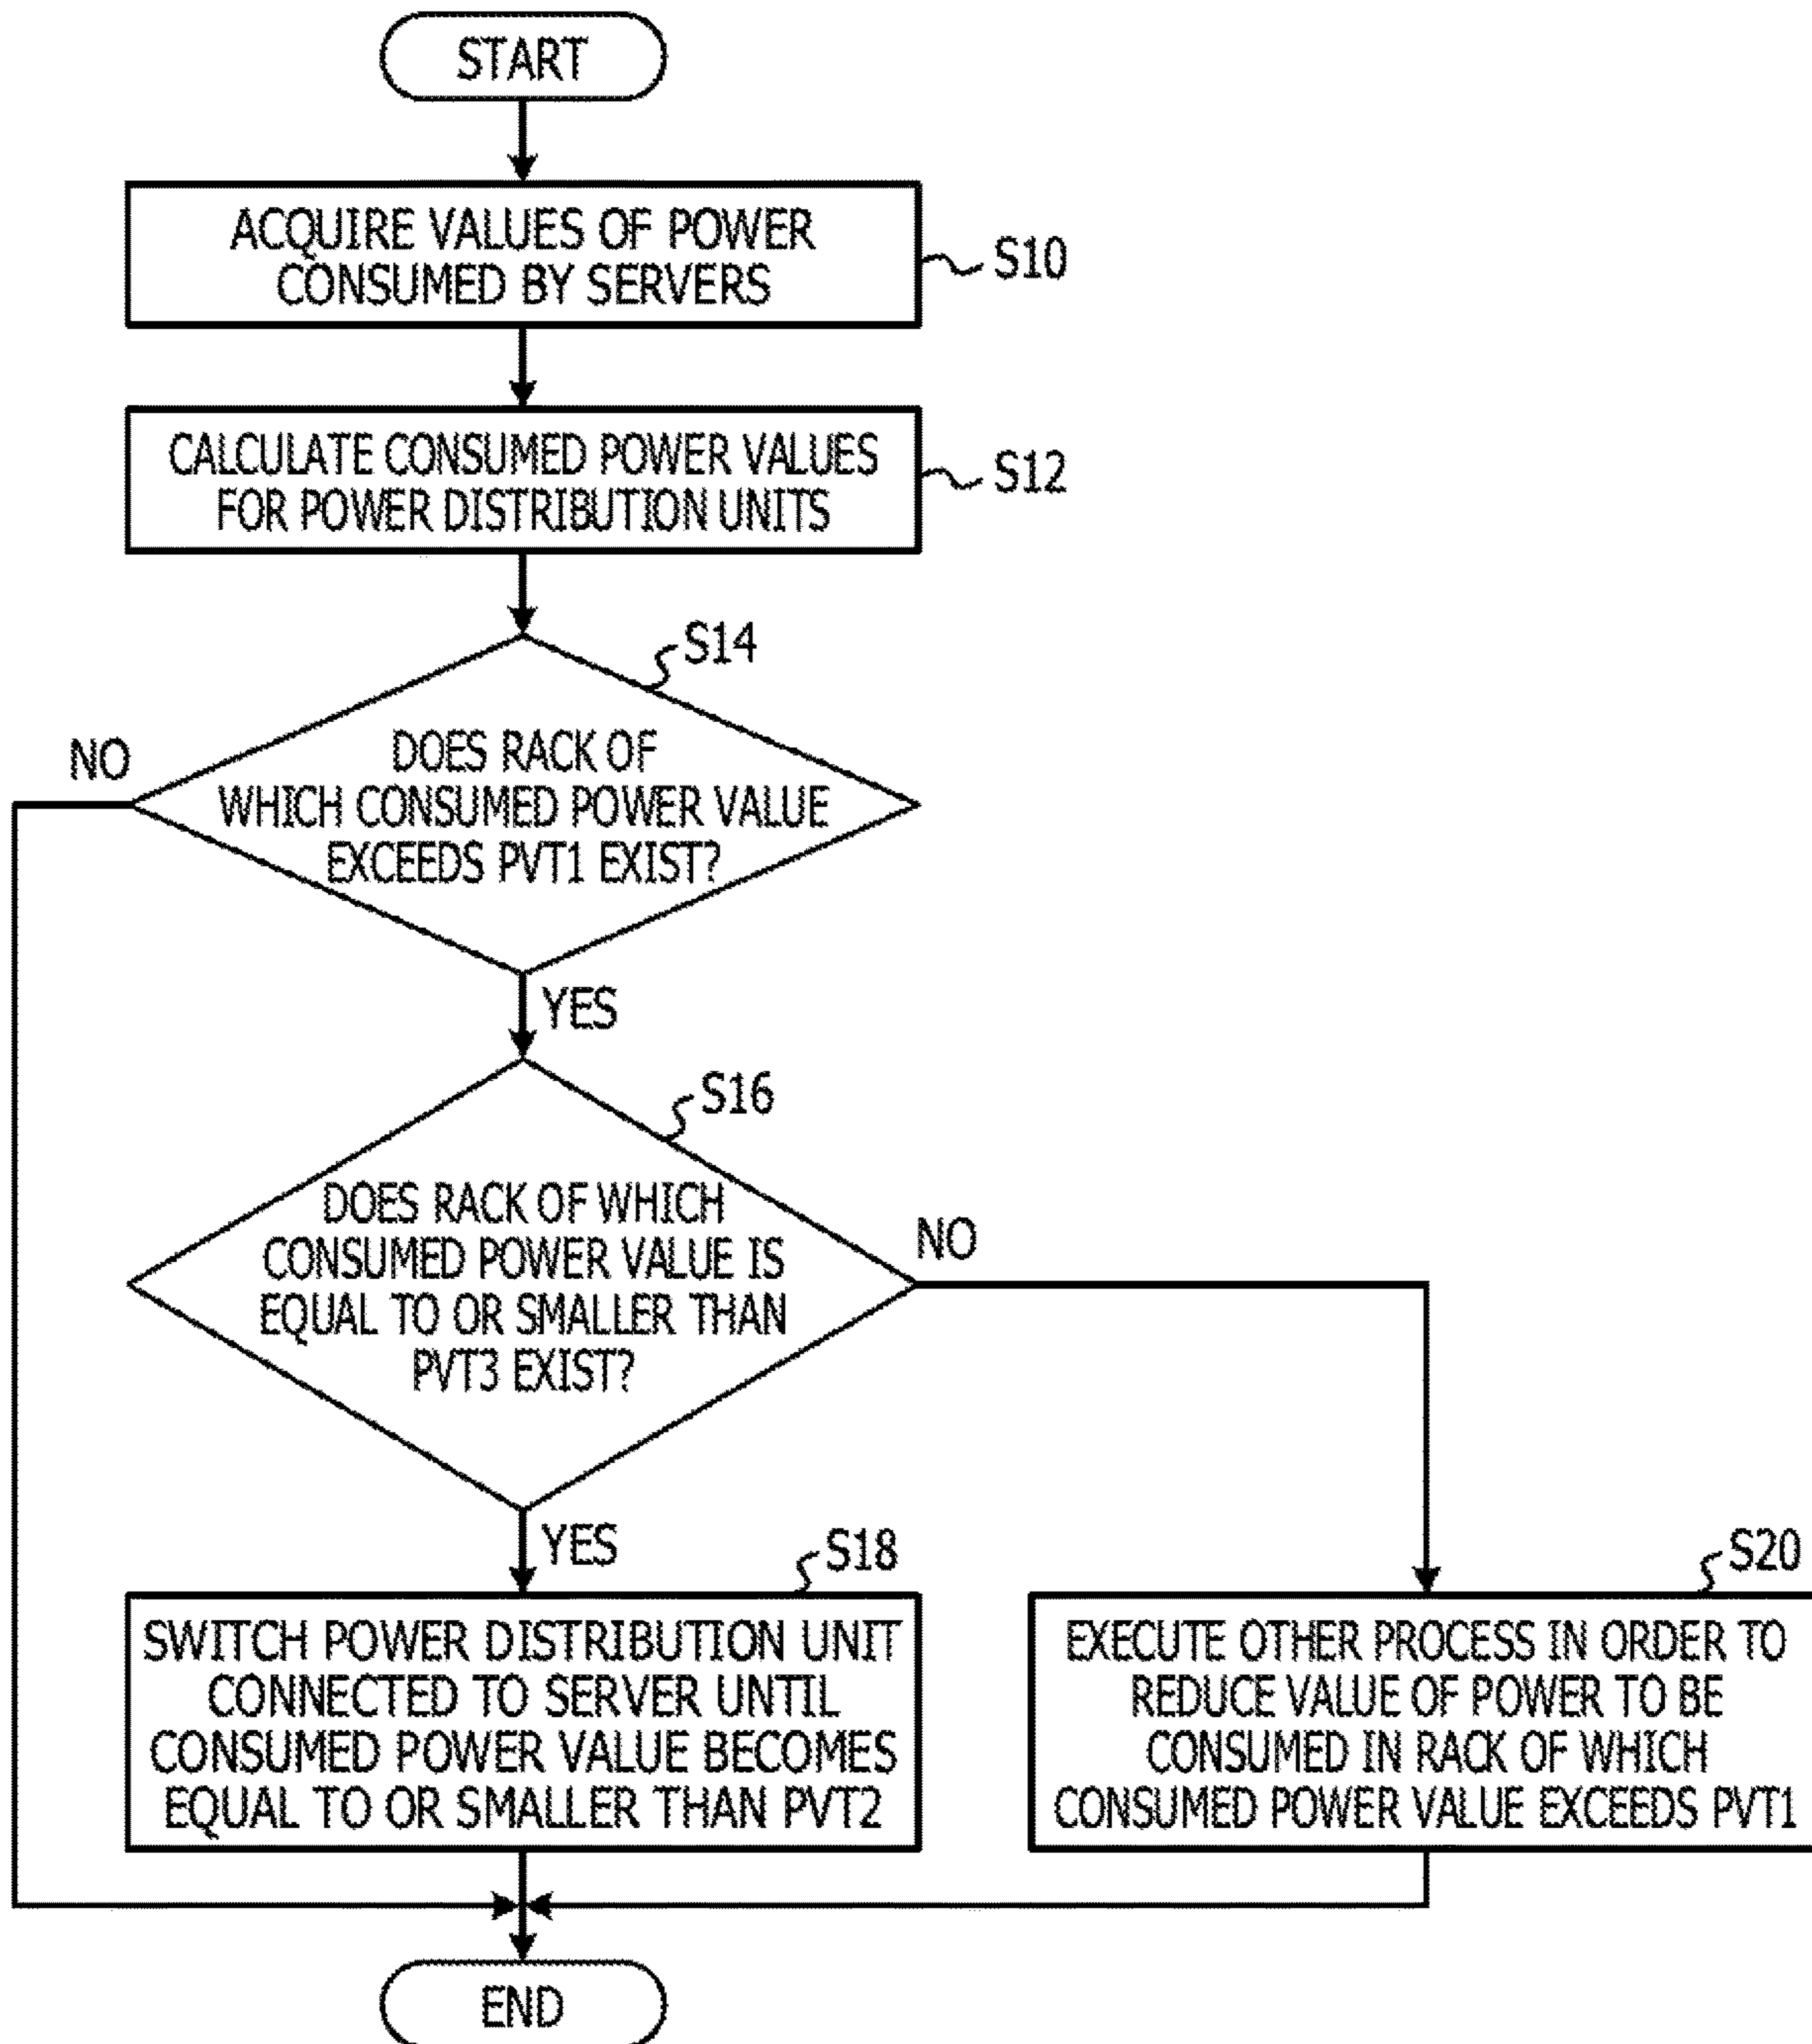 START
ACQUIRE VALUES OF POWER
CONSUMED BY SERVERS
S10
CALCULATE CONSUMED POWER VALUES
FOR POWER DISTRIBUTION UNITS
S12
S14
NO
DOES RACK OF
WHICH CONSUMED POWER VALUE
EXCEEDS PVT1 EXIST?
YES
S16
DOES RACK OF WHICH
CONSUMED POWER VALUE IS
EQUAL TO OR SMALLER THAN
PVT3 EXIST?
NO
YES
S18
SWITCH POWER DISTRIBUTION UNIT
CONNECTED TO SERVER UNTIL
CONSUMED POWER VALUE BECOMES
EQUAL TO OR SMALLER THAN PVT2
S20
EXECUTE OTHER PROCESS IN ORDER TO
REDUCE VALUE OF POWER TO BE
CONSUMED IN RACK OF WHICH
CONSUMED POWER VALUE EXCEEDS PVT1
END